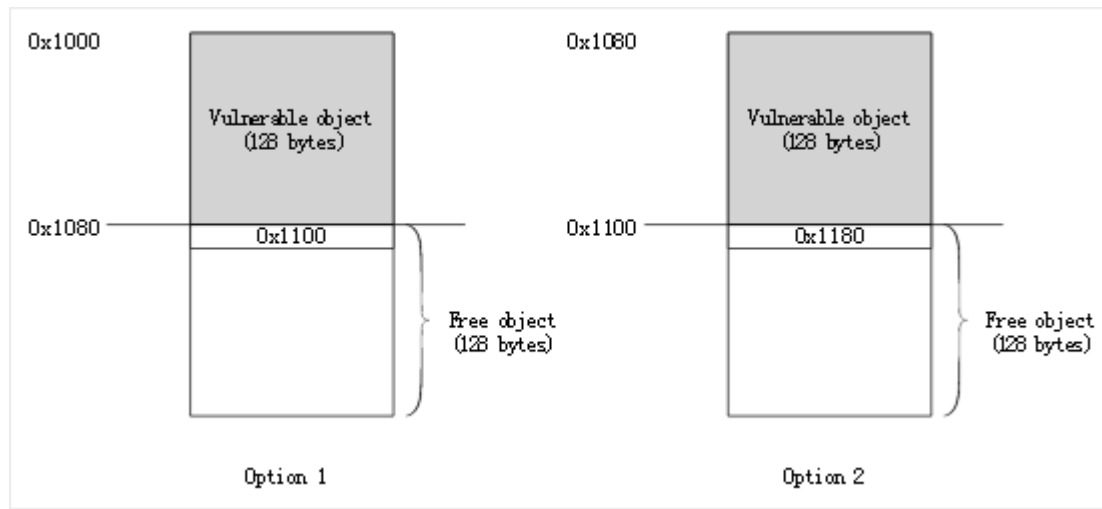 0x1000
Vulnerable object
(128 bytes)
0x1080
0x1100
Free object
(128 bytes)
Option 1
0x1080
Vulnerable object
(128 bytes)
0x1100
0x1180
Free object
(128 bytes)
Option 2